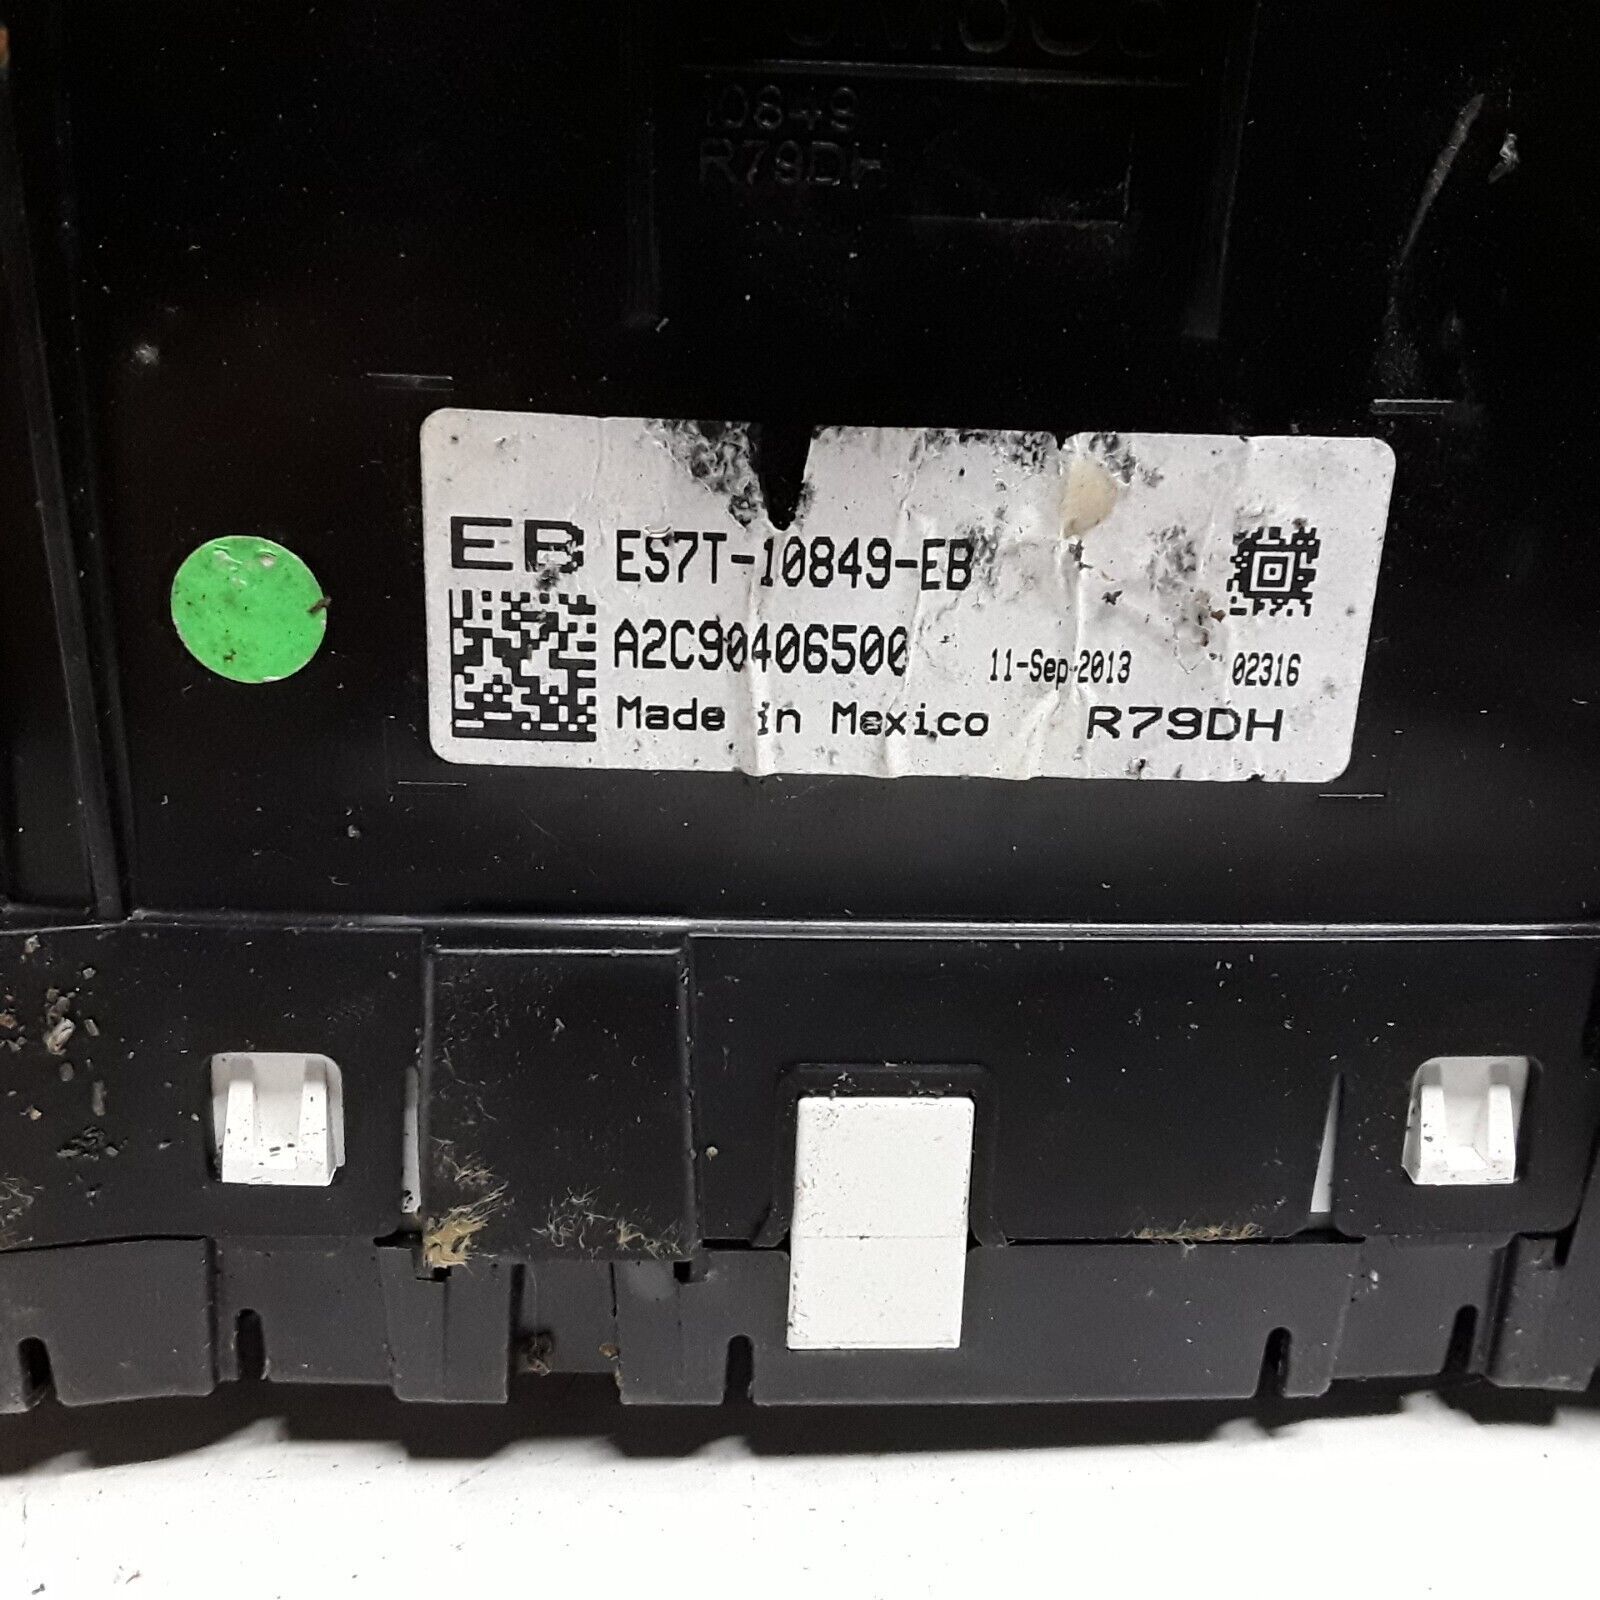 10849
R79DH
EB ES7T-10849-EB
A2C90406500 11-Sep-2013 02316
Made in Mexico R79DH